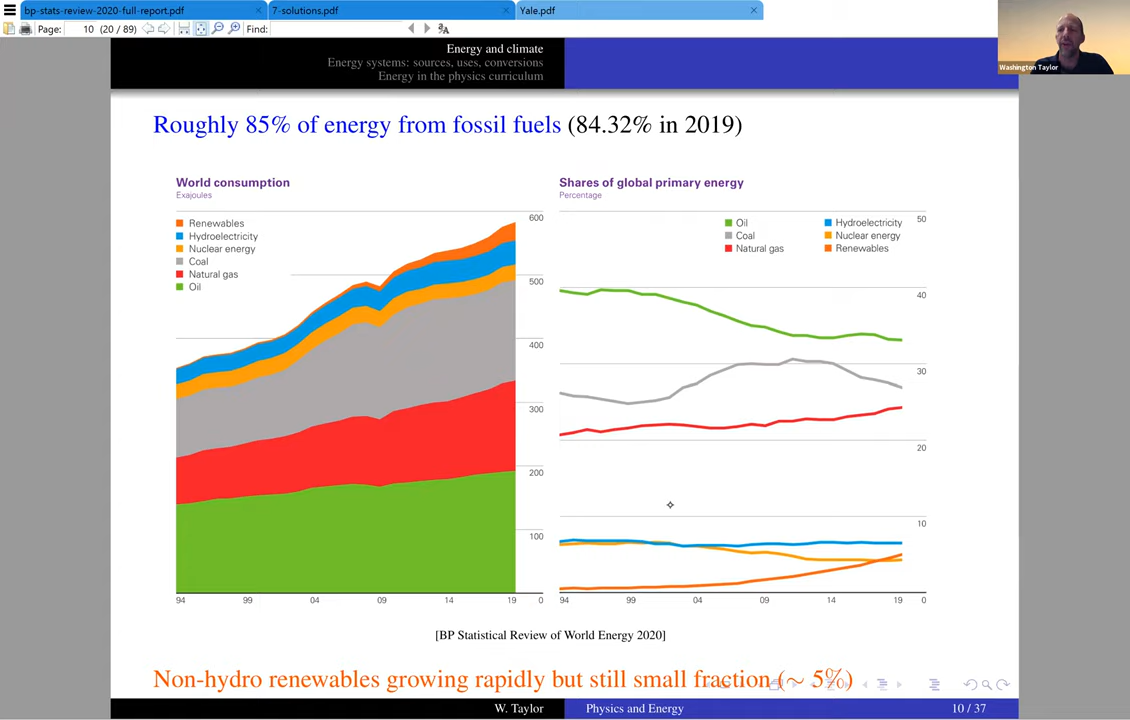 bp-stats-review-2020-full-report.pdf
7-solutions.pdf
Yale.pdf
Page: 10 (20 / 89) Find:
Washington Taylor
Energy and climate
Energy systems: sources, uses, conversions
Energy in the physics curriculum
Roughly 85% of energy from fossil fuels (84.32% in 2019)
World consumption
Exajoules
Renewables
Hydroelectricity
Nuclear energy
Coal
Natural gas
Oil
600
500
400
300
200
100
94 99 04 09 14 19 0
Shares of global primary energy
Percentage
Oil
Coal
Natural gas
Hydroelectricity
Nuclear energy
Renewables
50
40
30
20
10
94 99 04 09 14 19 0
[BP Statistical Review of World Energy 2020]
Non-hydro renewables growing rapidly but still small fraction (∼ 5%)
W. Taylor Physics and Energy 10 / 37